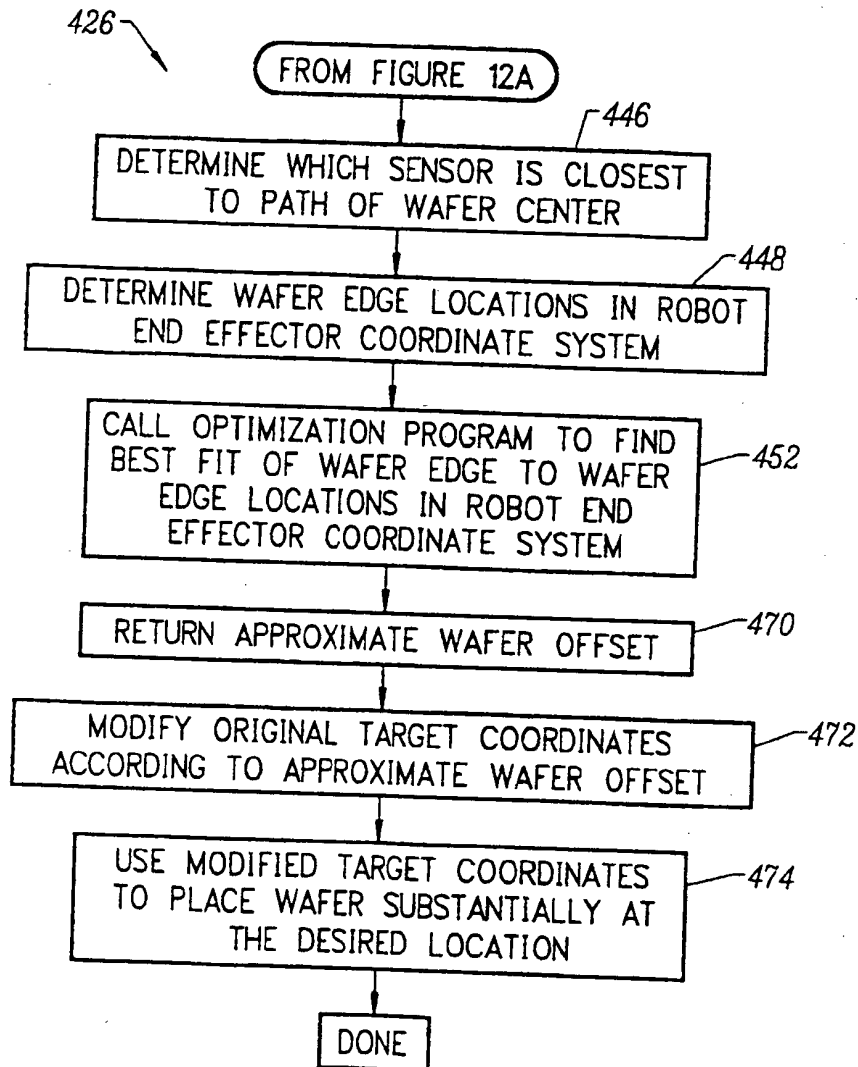 426
FROM FIGURE 12A
446
DETERMINE WHICH SENSOR IS CLOSEST
TO PATH OF WAFER CENTER
448
DETERMINE WAFER EDGE LOCATIONS IN ROBOT
END EFFECTOR COORDINATE SYSTEM
CALL OPTIMIZATION PROGRAM TO FIND
BEST FIT OF WAFER EDGE TO WAFER
EDGE LOCATIONS IN ROBOT END
EFFECTOR COORDINATE SYSTEM
452
RETURN APPROXIMATE WAFER OFFSET
470
MODIFY ORIGINAL TARGET COORDINATES
ACCORDING TO APPROXIMATE WAFER OFFSET
472
USE MODIFIED TARGET COORDINATES
TO PLACE WAFER SUBSTANTIALLY AT
THE DESIRED LOCATION
474
DONE